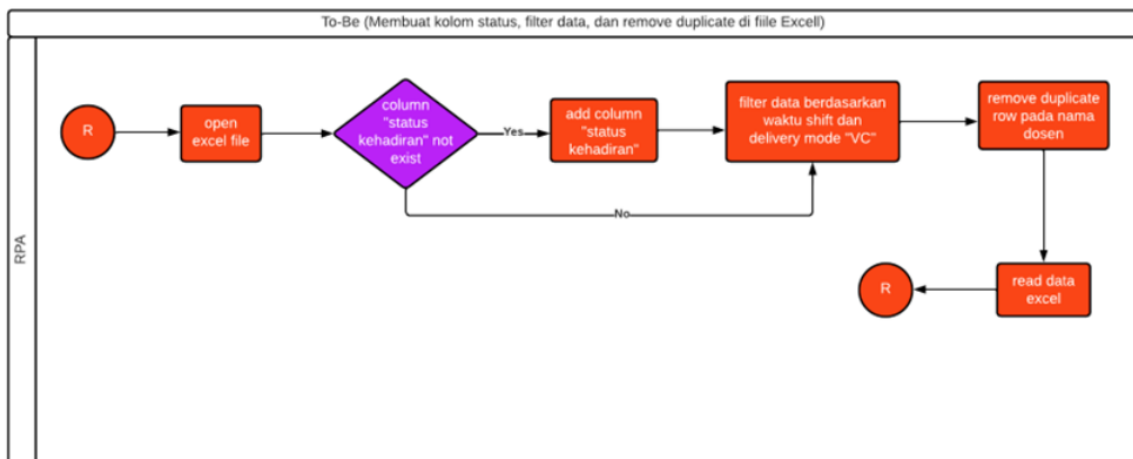 To-Be (Membuat kolom status, filter data, dan remove duplicate di fiile Excell)
RPA
R
open
excel file
column
"status
kehadiran" not
exist
Yes
No
add column
"status
kehadiran"
filter data berdasarkan
waktu shift dan
delivery mode "VC"
remove duplicate
row pada nama
dosen
read data
excel
R